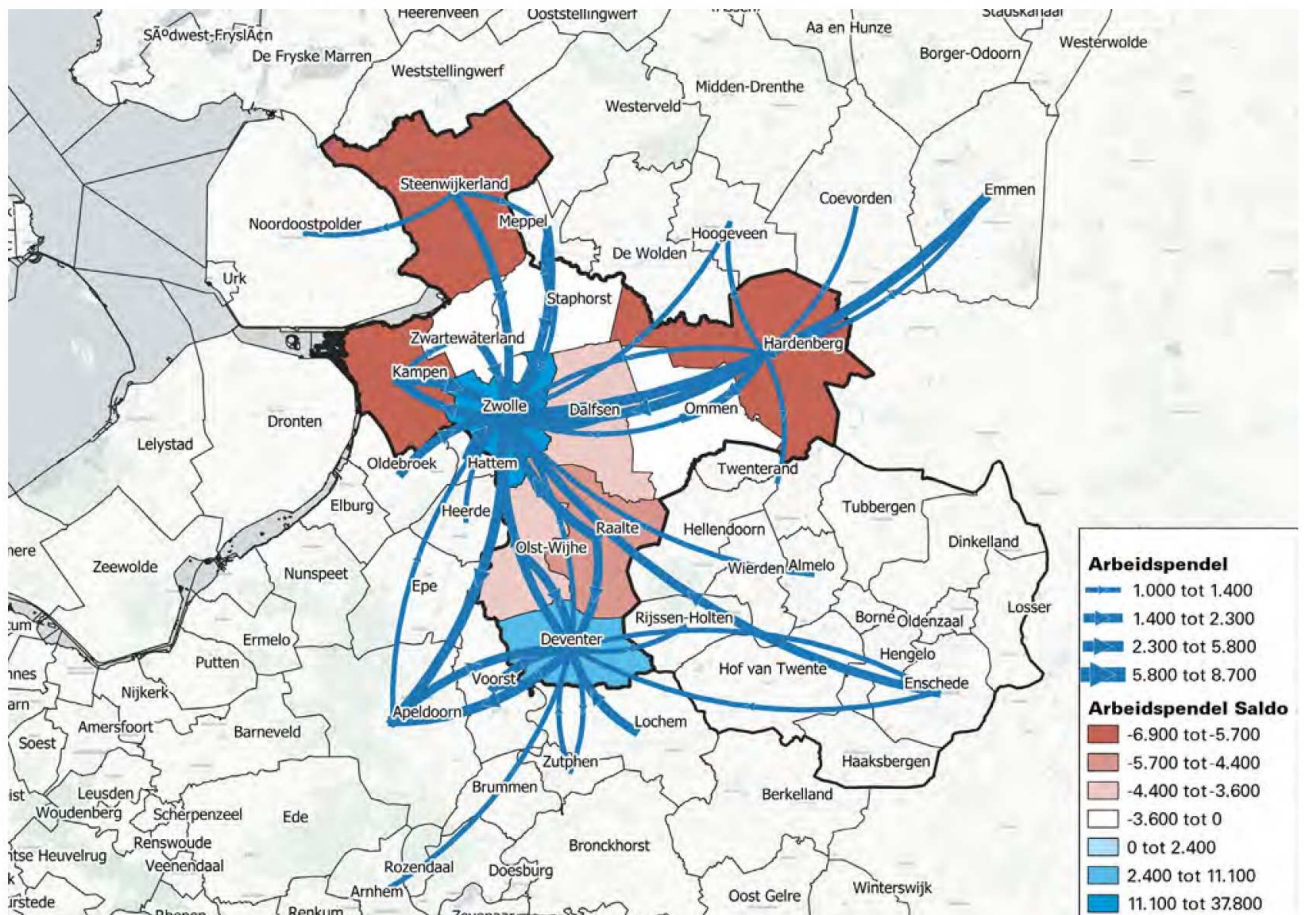 Heerenveen
Ooststellingwerf
Aa en Hunze
Stadskanaal
SÃºdwest-FryslÃ¢n
De Fryske Marren
Weststellingwerf
Borger-Odoorn
Westerwolde
Midden-Drenthe
Westerveld
Steenwijkerland
Emmen
Coevorden
Meppel
Noordoostpolder
Hoogeveen
De Wolden
Urk
Staphorst
Zwartewaterland
Hardenberg
Kampen
Zwolle
Dalfsen
Ommen
Dronten
Lelystad
Oldebroek
Hattem
Twenterand
Elburg
Heerde
Tubbergen
Raalte
Hellendoorn
Dinkelland
Olst-Wijhe
mere
Zeewolde
Nunspeet
Wierden
Almelo
Epe
Losser
Rijssen-Holten
Borne
Oldenzaal
Ermelo
Deventer
Putten
Hengelo
Hof van Twente
Voorst
Enschede
Nijkerk
Apeldoorn
Lochem
Amersfoort
Barneveld
Soest
Zutphen
Haaksbergen
Brummen
Leusden
Berkelland
Woudenberg
Scherpenzeel
Ede
Renswoude
Bronckhorst
ntse Heuvelrug
Veenendaal
Rozendaal
Doesburg
Arnhem
Winterswijk
Oost Gelre
urstede
Renkum
Arbeidspendel
1.000 tot 1.400
1.400 tot 2.300
2.300 tot 5.800
5.800 tot 8.700
Arbeidspendel Saldo
-6.900 tot -5.700
-5.700 tot -4.400
-4.400 tot -3.600
-3.600 tot 0
0 tot 2.400
2.400 tot 11.100
11.100 tot 37.800